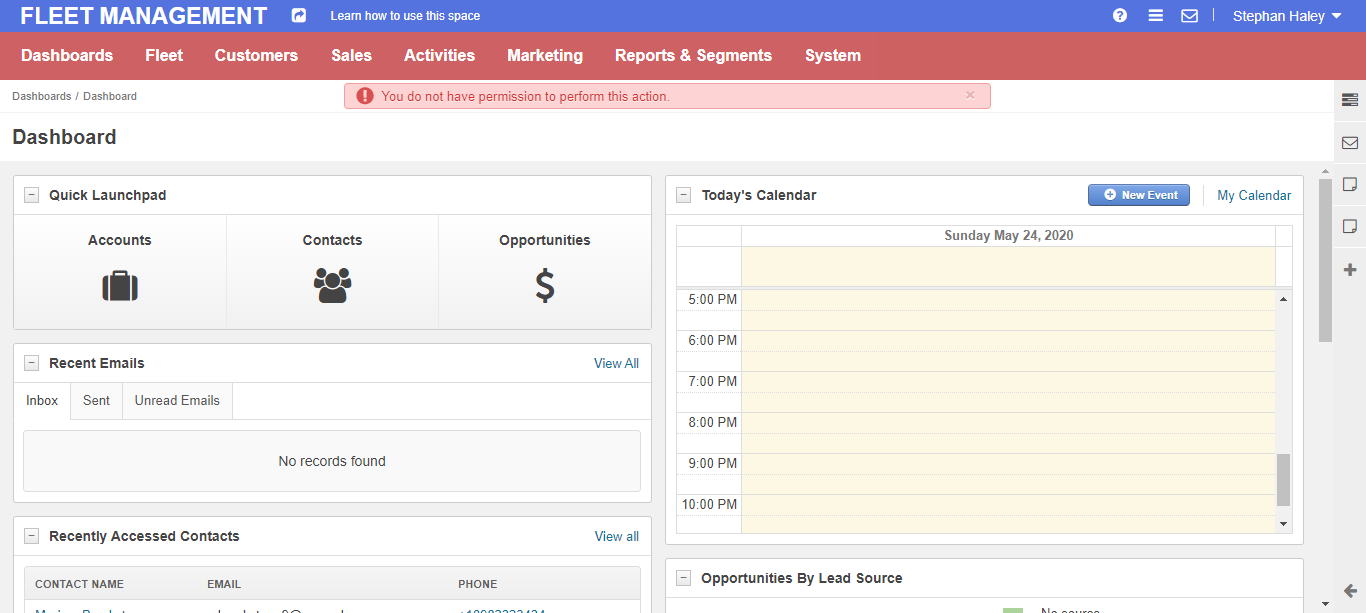 FLEET MANAGEMENT Learn how to use this space Stephan Haley
Dashboards Fleet Customers Sales Activities Marketing Reports & Segments System
Dashboards / Dashboard
You do not have permission to perform this action. ×
Dashboard
Quick Launchpad
Accounts Contacts Opportunities
Recent Emails View All
Inbox Sent Unread Emails
No records found
Recently Accessed Contacts View all
CONTACT NAME EMAIL PHONE
Today's Calendar New Event My Calendar
Sunday May 24, 2020
5:00 PM
6:00 PM
7:00 PM
8:00 PM
9:00 PM
10:00 PM
Opportunities By Lead Source
No source